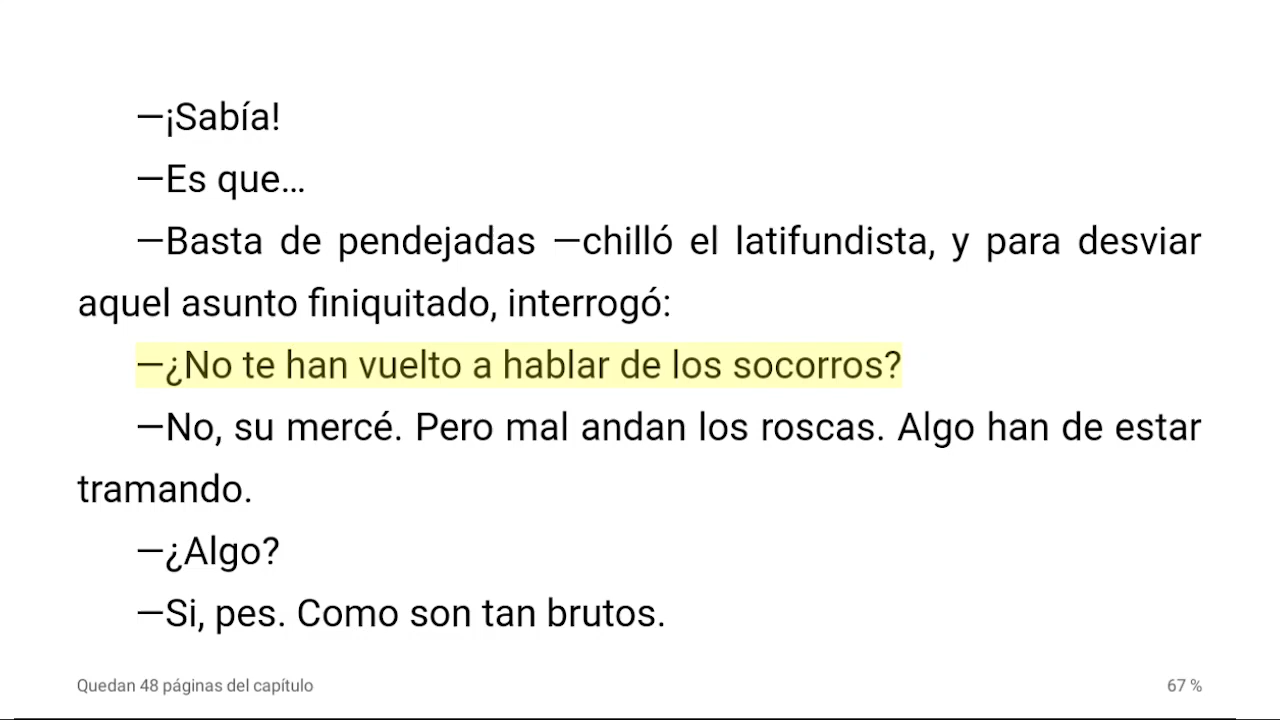 —¡Sabía!
—Es que…
—Basta de pendejadas —chilló el latifundista, y para desviar
aquel asunto finiquitado, interrogó:
—¿No te han vuelto a hablar de los socorros?
—No, su mercé. Pero mal andan los roscas. Algo han de estar
tramando.
—¿Algo?
—Si, pes. Como son tan brutos.
Quedan 48 páginas del capítulo
67 %